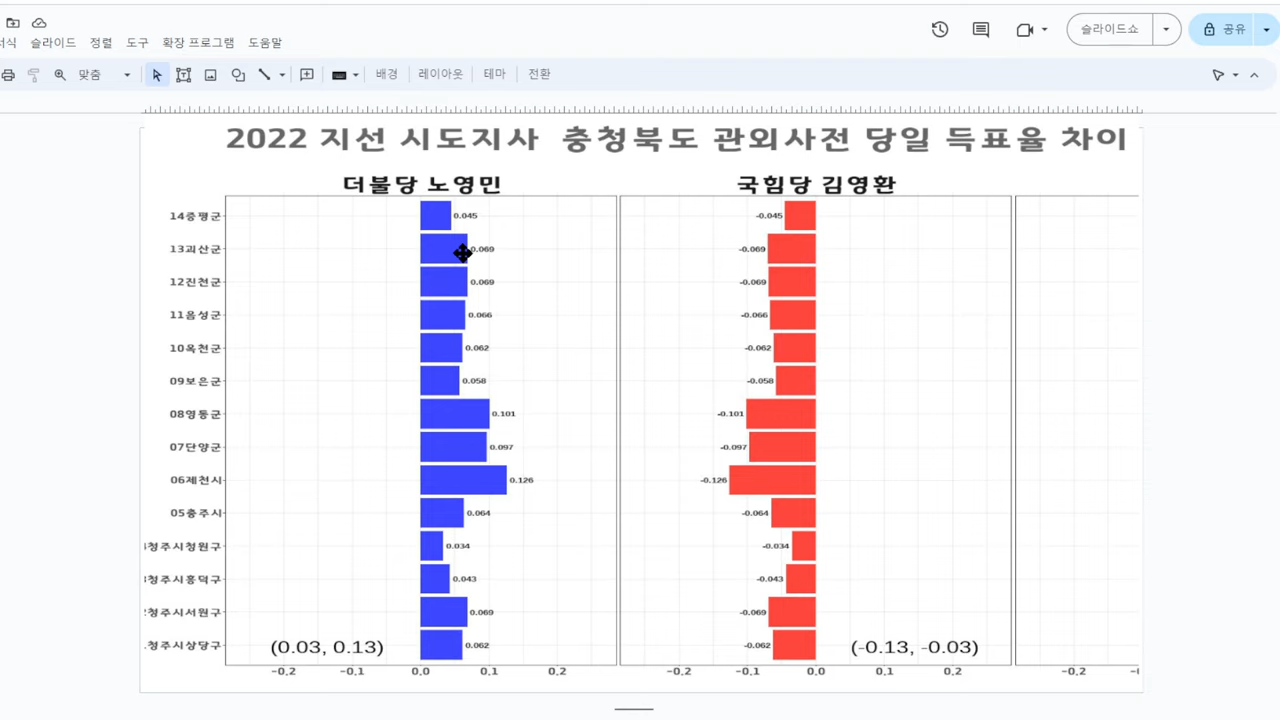 서식 슬라이드 정렬 도구 확장 프로그램 도움말
슬라이드쇼
공유
맞춤
배경 레이아웃 테마 전환
2022 지선 시도지사 충청북도 관외사전 당일 득표율 차이
더불당 노영민
국힘당 김영환
14증평군 0.045 -0.045
13괴산군 0.069 -0.069
12진천군 0.069 -0.069
11음성군 0.066 -0.066
10옥천군 0.062 -0.062
09보은군 0.058 -0.058
08영동군 0.101 -0.101
07단양군 0.097 -0.097
06제천시 0.126 -0.126
05충주시 0.064 -0.064
청주시청원구 0.034 -0.034
청주시흥덕구 0.043 -0.043
청주시서원구 0.069 -0.069
청주시상당구 0.062 -0.062
(0.03, 0.13) (-0.13, -0.03)
-0.2 -0.1 0.0 0.1 0.2 -0.2 -0.1 0.0 0.1 0.2 -0.2